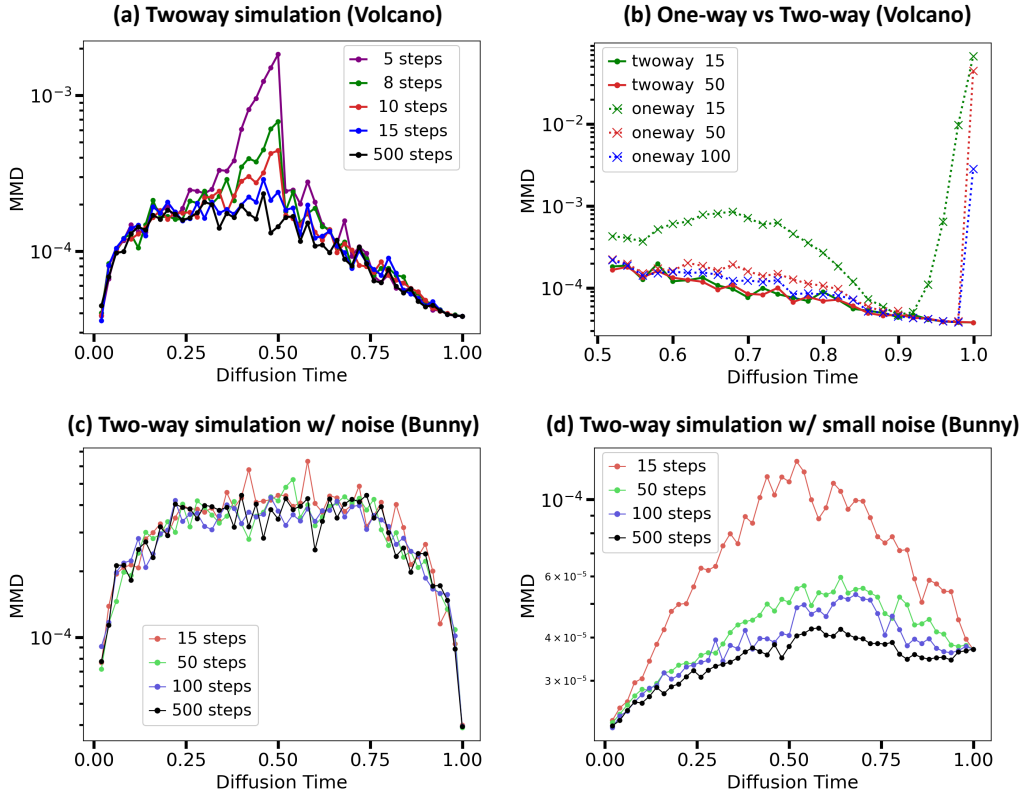 (a) Twoway simulation (Volcano)
10⁻³
10⁻⁴
MMD
5 steps
8 steps
10 steps
15 steps
500 steps
0.00 0.25 0.50 0.75 1.00
Diffusion Time
(b) One-way vs Two-way (Volcano)
10⁻²
10⁻³
10⁻⁴
MMD
twoway 15
twoway 50
oneway 15
oneway 50
oneway 100
0.5 0.6 0.7 0.8 0.9 1.0
Diffusion Time
(c) Two-way simulation w/ noise (Bunny)
10⁻⁴
MMD
15 steps
50 steps
100 steps
500 steps
0.00 0.25 0.50 0.75 1.00
Diffusion Time
(d) Two-way simulation w/ small noise (Bunny)
10⁻⁴
6 × 10⁻⁵
4 × 10⁻⁵
3 × 10⁻⁵
MMD
15 steps
50 steps
100 steps
500 steps
0.00 0.25 0.50 0.75 1.00
Diffusion Time